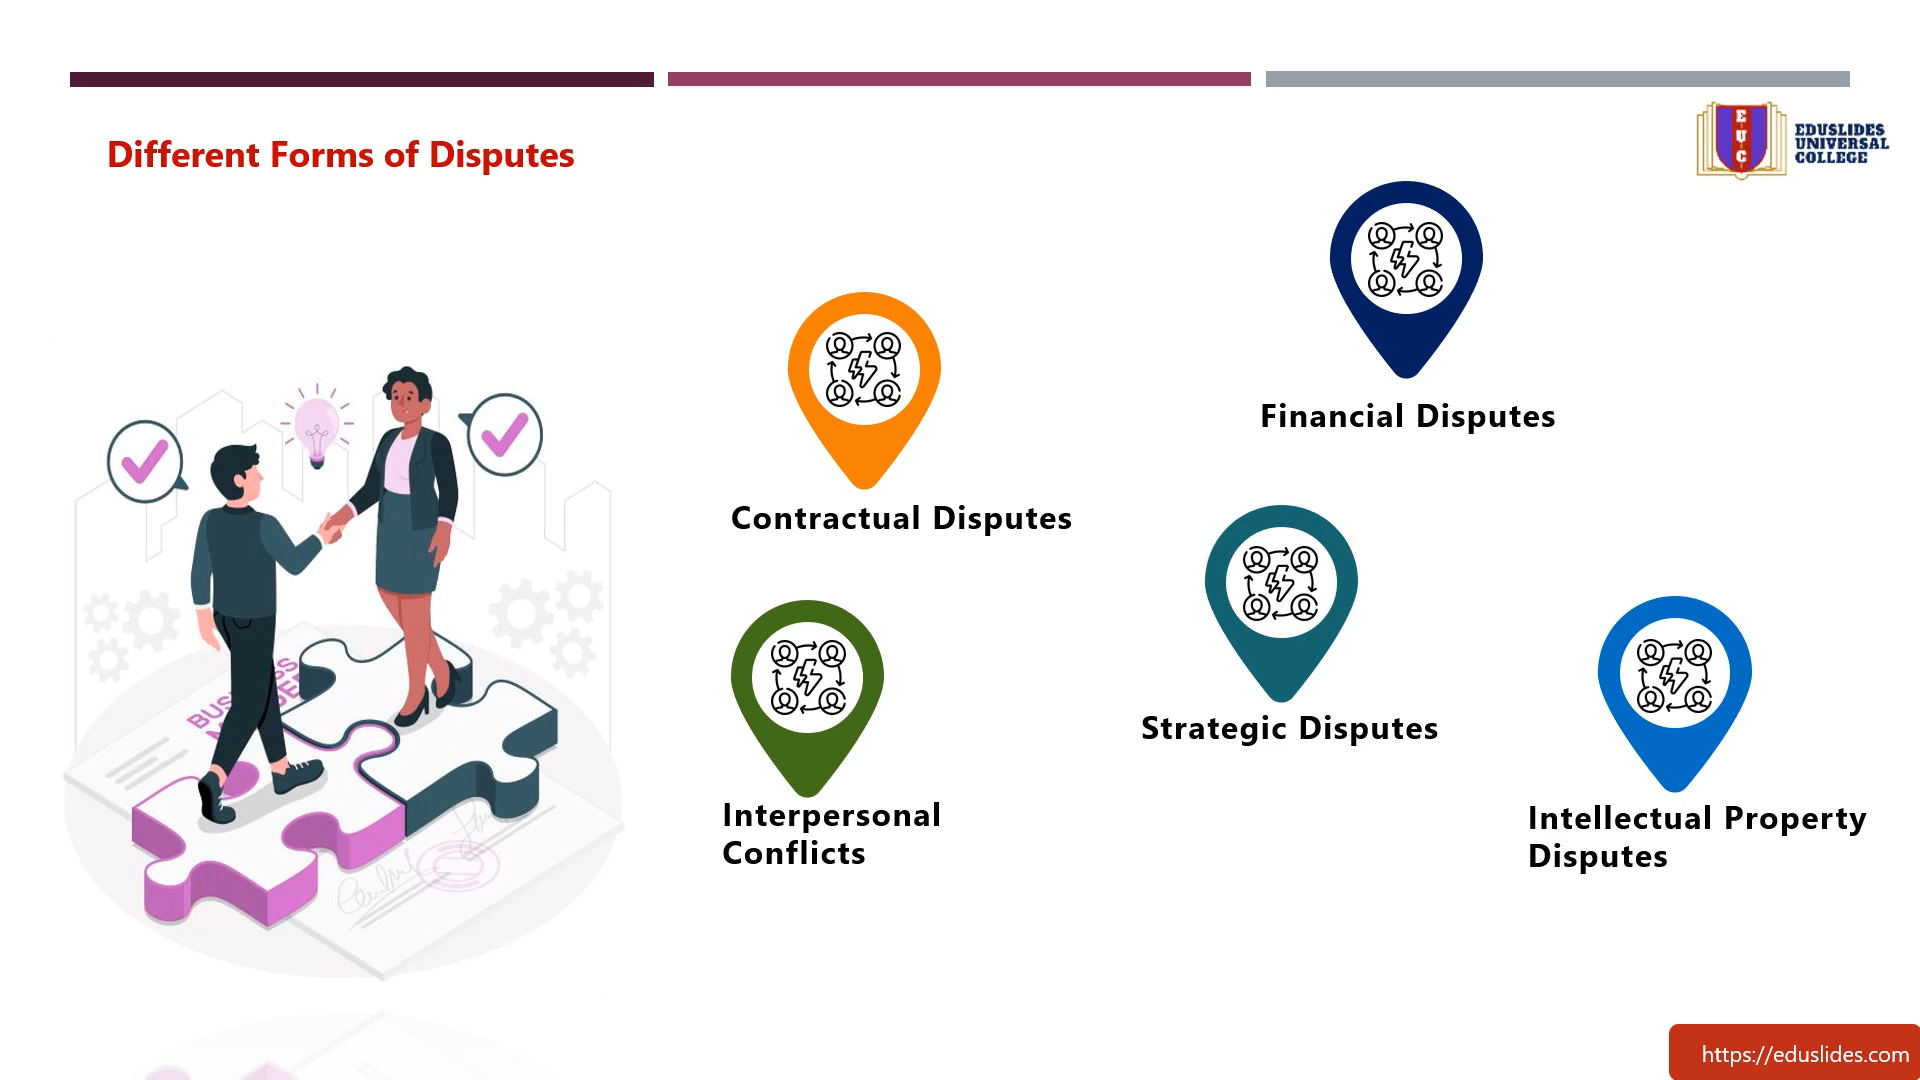 Different Forms of Disputes
E
U
C
EDUSLIDES
UNIVERSAL
COLLEGE
Financial Disputes
Contractual Disputes
Strategic Disputes
Interpersonal
Conflicts
Intellectual Property
Disputes
https://eduslides.com